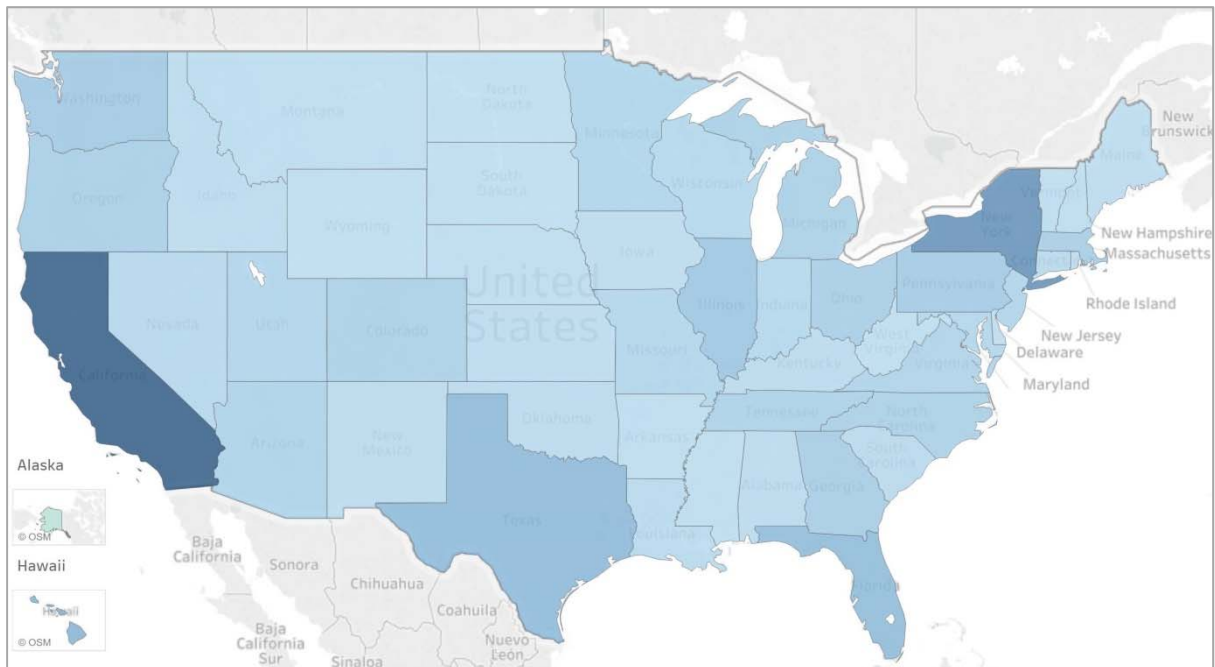 Washington
Montana
North
Dakota
Minnesota
New
Brunswick
Maine
Oregon
Idaho
South
Dakota
Wisconsin
Michigan
Vermont
New
York
Wyoming
New Hampshire
Massachusetts
Iowa
Rhode Island
Nevada
Utah
Colorado
United
States
Illinois
Indiana
Ohio
Pennsylvania
New Jersey
Delaware
Maryland
California
Missouri
West
Virginia
Virginia
Kentucky
Arizona
New
Mexico
Oklahoma
Arkansas
Tennessee
North
Carolina
South
Carolina
Alabama
Georgia
Alaska
© OSM
Texas
Louisiana
Florida
Hawaii
Hawaii
© OSM
Baja
California
Sonora
Chihuahua
Coahuila
Baja
California
Sur
Sinaloa
Nuevo
León